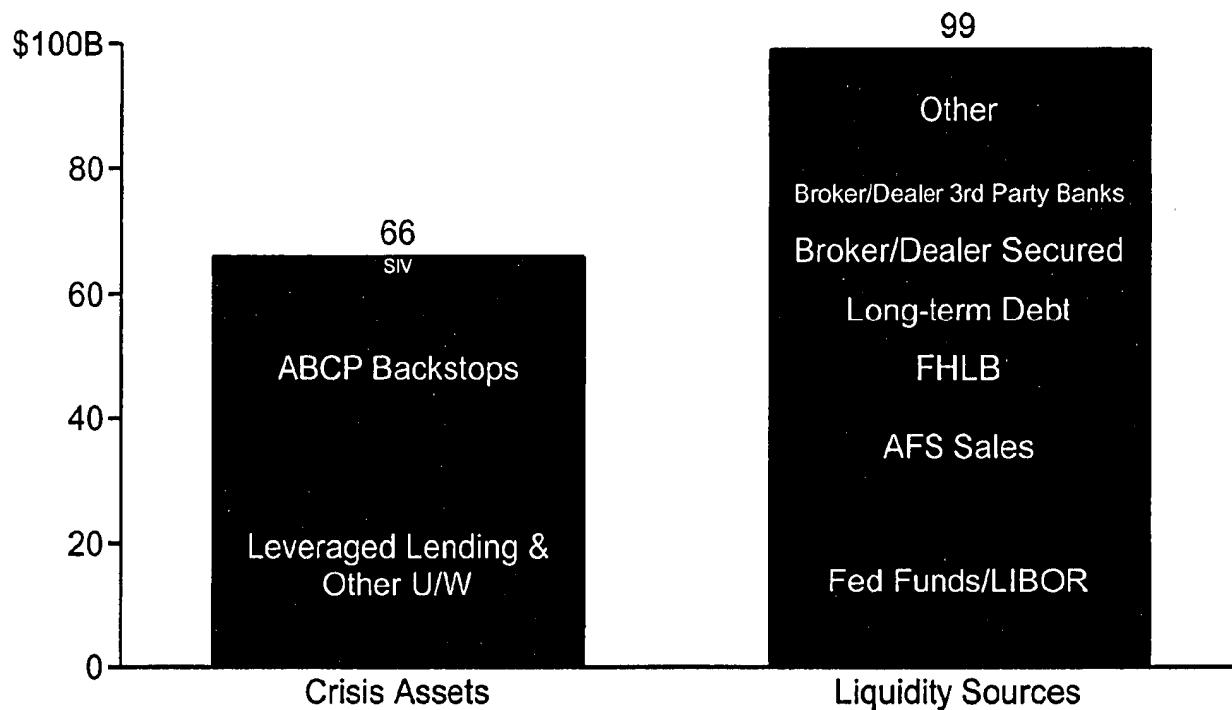 $100B
80
60
40
20
0
66
SIV
ABCP Backstops
Leveraged Lending &
Other U/W
Crisis Assets
99
Other
Broker/Dealer 3rd Party Banks
Broker/Dealer Secured
Long-term Debt
FHLB
AFS Sales
Fed Funds/LIBOR
Liquidity Sources